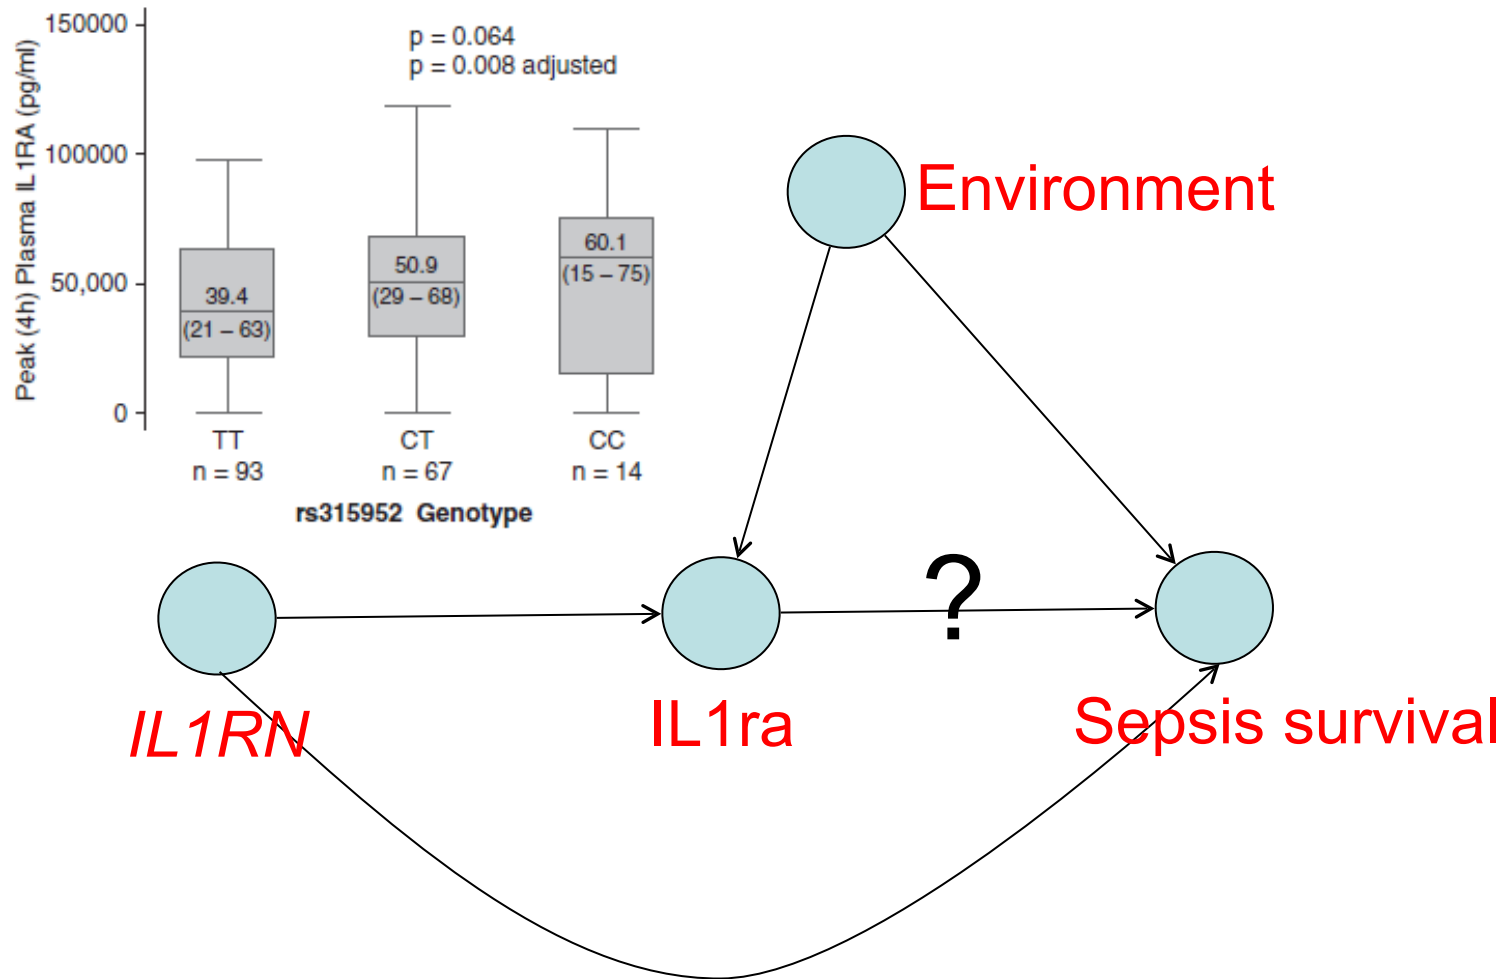 150000
p = 0.064
p = 0.008 adjusted
Peak (4h) Plasma IL1RA (pg/ml)
100000
50,000
0
39.4
(21 – 63)
50.9
(29 – 68)
60.1
(15 – 75)
TT
CT
CC
n = 93
n = 67
n = 14
rs315952 Genotype
Environment
?
IL1RN
IL1ra
Sepsis survival